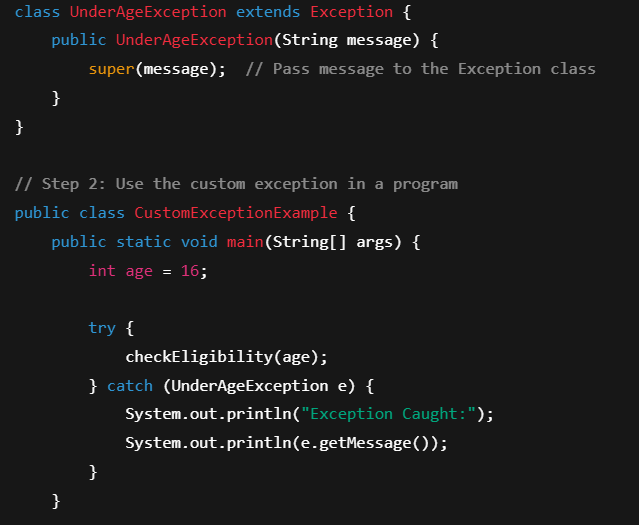 class UnderAgeException extends Exception {
    public UnderAgeException(String message) {
        super(message);  // Pass message to the Exception class
    }
}

// Step 2: Use the custom exception in a program
public class CustomExceptionExample {
    public static void main(String[] args) {
        int age = 16;

        try {
            checkEligibility(age);
        } catch (UnderAgeException e) {
            System.out.println("Exception Caught:");
            System.out.println(e.getMessage());
        }
    }